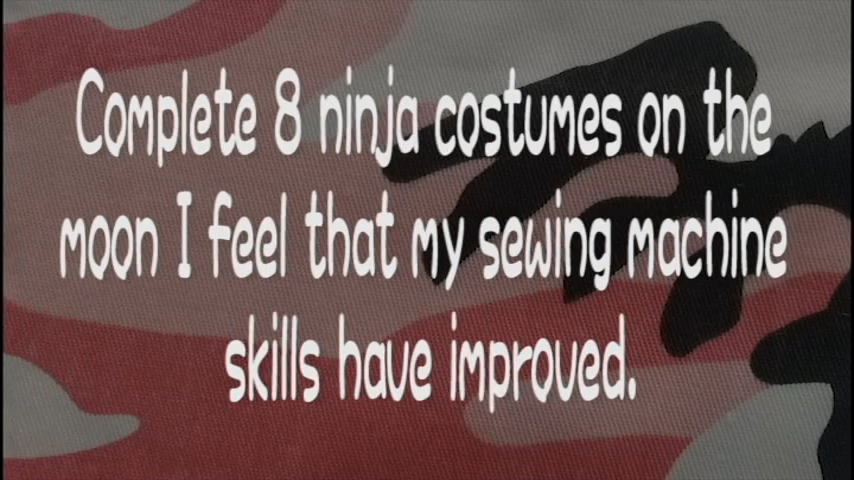 Complete 8 ninja costumes on the
moon I feel that my sewing machine
skills have improved.